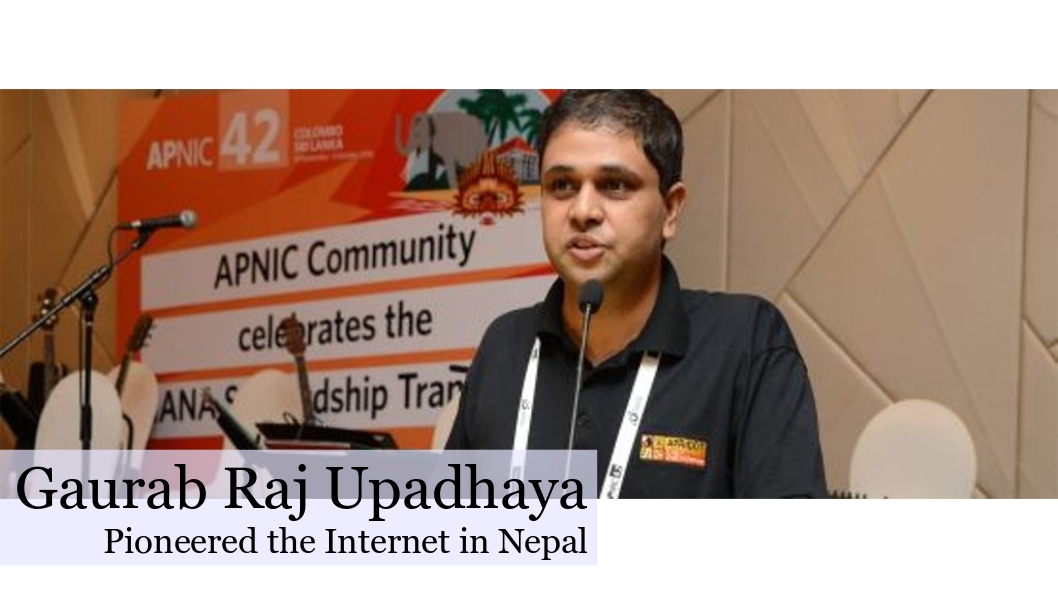 APNIC 42
COLOMBO
SRI LANKA
APNIC Community
celebrates the
Gaurab Raj Upadhaya
Pioneered the Internet in Nepal